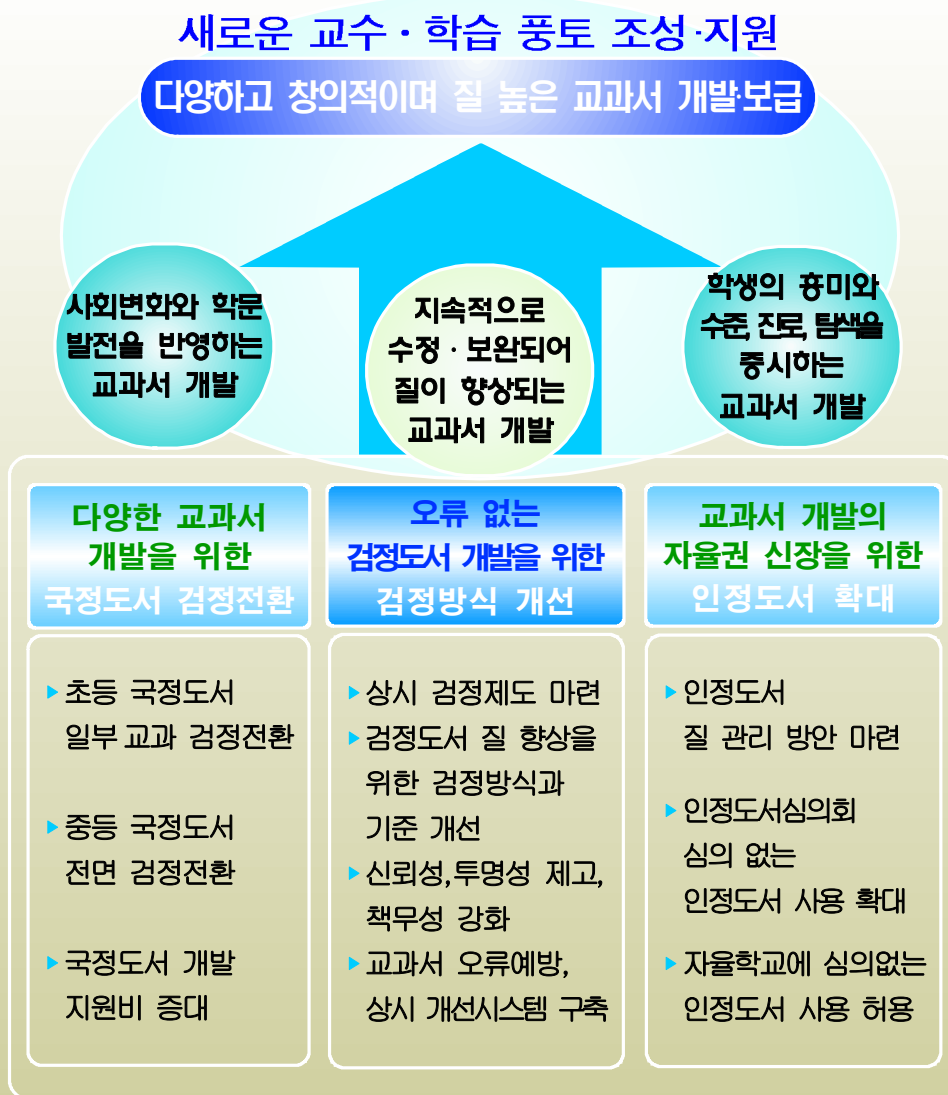 새로운 교수·학습 풍토 조성·지원
다양하고 창의적이며 질 높은 교과서 개발·보급
사회변화와 학문
발전을 반영하는
교과서 개발
지속적으로
수정·보완되어
질이 향상되는
교과서 개발
학생의 흥미와
수준, 진로, 탐색을
중시하는
교과서 개발
다양한 교과서
개발을 위한
국정도서 검정전환
▶초등 국정도서
일부 교과 검정전환
▶중등 국정도서
전면 검정전환
▶국정도서 개발
지원비 증대
오류 없는
검정도서 개발을 위한
검정방식 개선
▶상시 검정제도 마련
▶검정도서 질 향상을
위한 검정방식과
기준 개선
▶신뢰성,투명성 제고,
책무성 강화
▶교과서 오류예방,
상시 개선시스템 구축
교과서 개발의
자율권 신장을 위한
인정도서 확대
▶인정도서
질 관리 방안 마련
▶인정도서심의회
심의 없는
인정도서 사용 확대
▶자율학교에 심의없는
인정도서 사용 허용